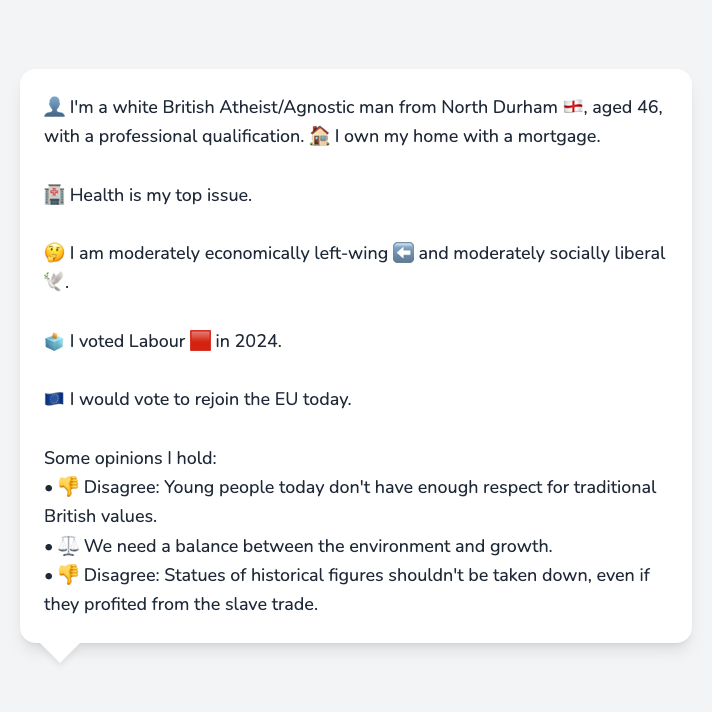 👤 I'm a white British Atheist/Agnostic man from North Durham 🏴󠁧󠁢󠁥󠁮󠁧󠁿, aged 46,
with a professional qualification. 🏠 I own my home with a mortgage.
🏥 Health is my top issue.
🤔 I am moderately economically left-wing ⬅️ and moderately socially liberal
🕊️.
🗳️ I voted Labour 🟥 in 2024.
🇪🇺 I would vote to rejoin the EU today.
Some opinions I hold:
• 👎 Disagree: Young people today don't have enough respect for traditional
British values.
• ⚖️ We need a balance between the environment and growth.
• 👎 Disagree: Statues of historical figures shouldn't be taken down, even if
they profited from the slave trade.